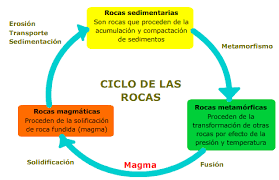 Rocas sedimentarias
Son rocas que proceden de la
acumulación y compactación
de sedimentos
Erosión
Transporte
Sedimentación
Metamorfismo
CICLO DE LAS
ROCAS
Rocas magmáticas
Proceden de la solificación
de roca fundida (magma)
Rocas metamórficas
Proceden de la
transformación de otras
rocas por efecto de la
presión y temperatura
Solidificación
Magma
Fusión